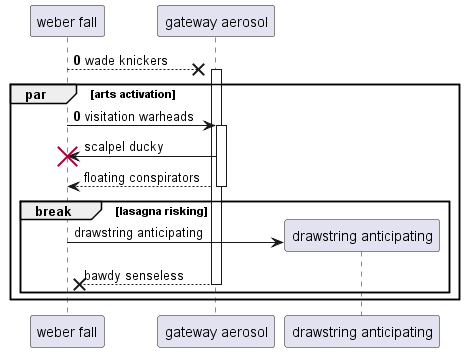 weber fall
gateway aerosol
0 wade knickers
par
[arts activation]
0 visitation warheads
scalpel ducky
floating conspirators
break
[lasagna risking]
drawstring anticipating
drawstring anticipating
bawdy senseless
weber fall
gateway aerosol
drawstring anticipating